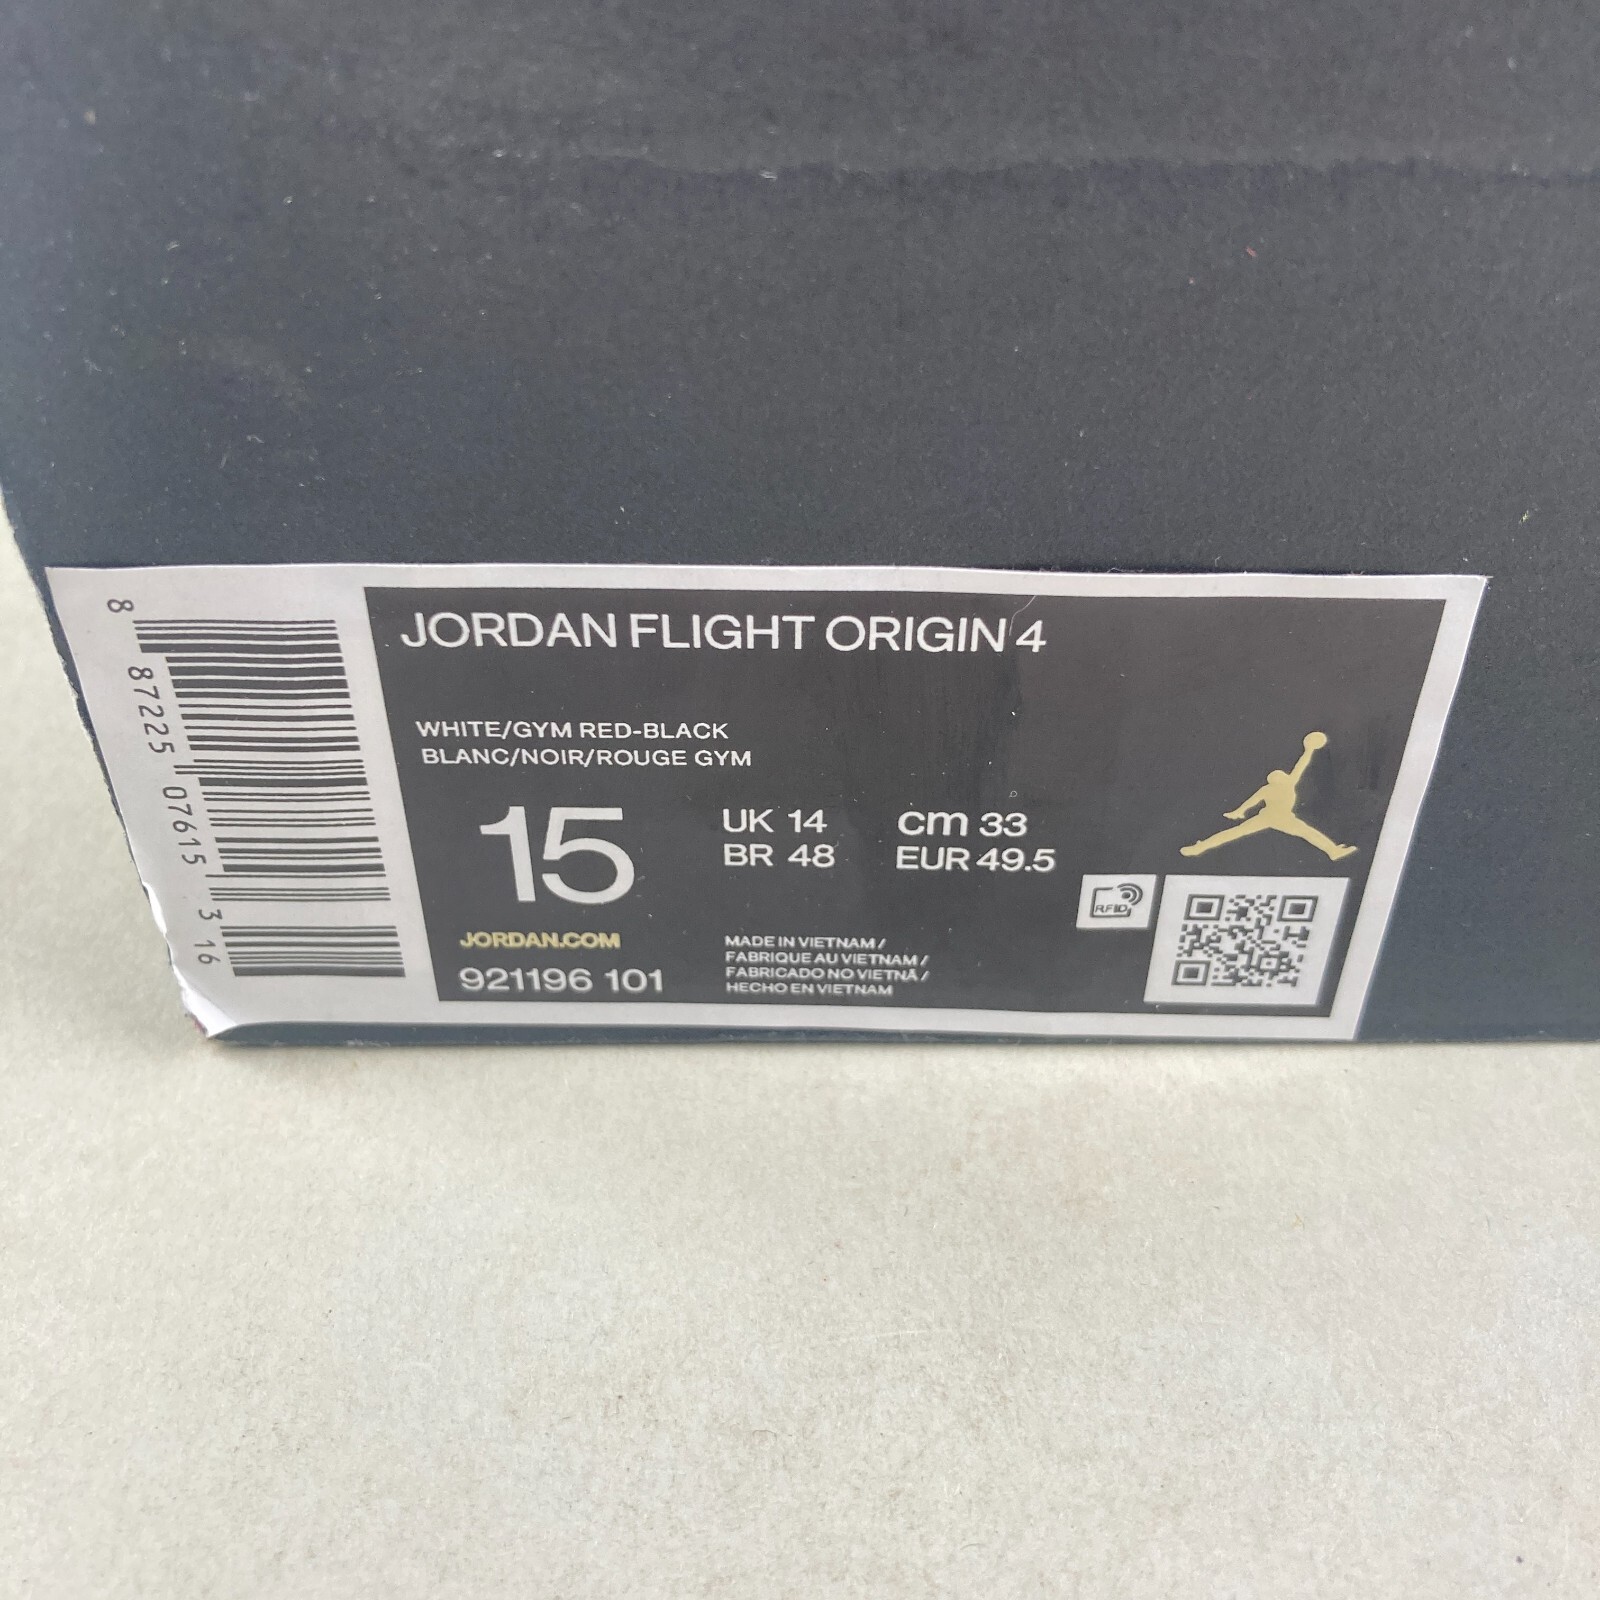 JORDAN FLIGHT ORIGIN 4
WHITE/GYM RED-BLACK
BLANC/NOIR/ROUGE GYM
15
UK 14
cm 33
BR 48
EUR 49.5
JORDAN.COM
921196 101
MADE IN VIETNAM /
FABRIQUE AU VIETNAM /
FABRICADO NO VIETNÃ /
HECHO EN VIETNAM
RFID
8 87225 07615 3 16